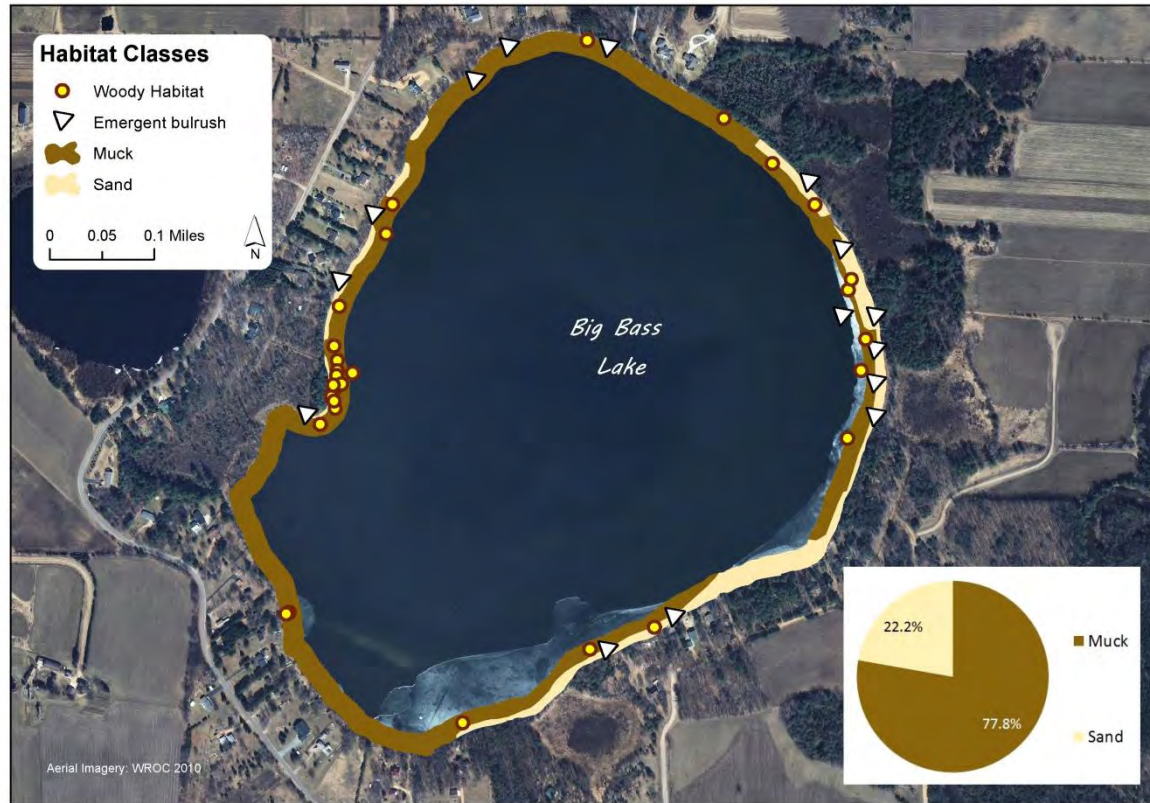 Habitat Classes
Woody Habitat
Emergent bulrush
Muck
Sand
0 0.05 0.1 Miles
N
Big Bass
Lake
22.2%
77.8%
Muck
Sand
Aerial Imagery: WROC 2010